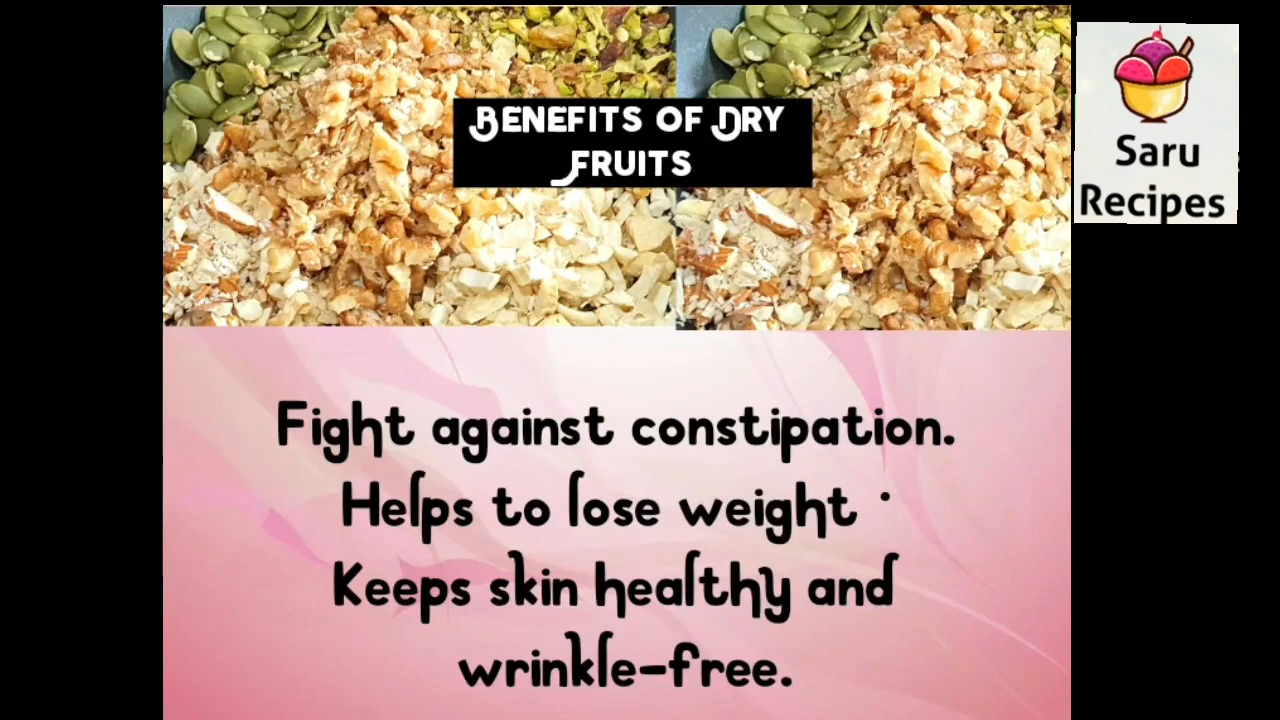 Benefits of Dry
Fruits
Saru
Recipes
Fight against constipation.
Helps to lose weight ·
Keeps skin healthy and
wrinkle-free.